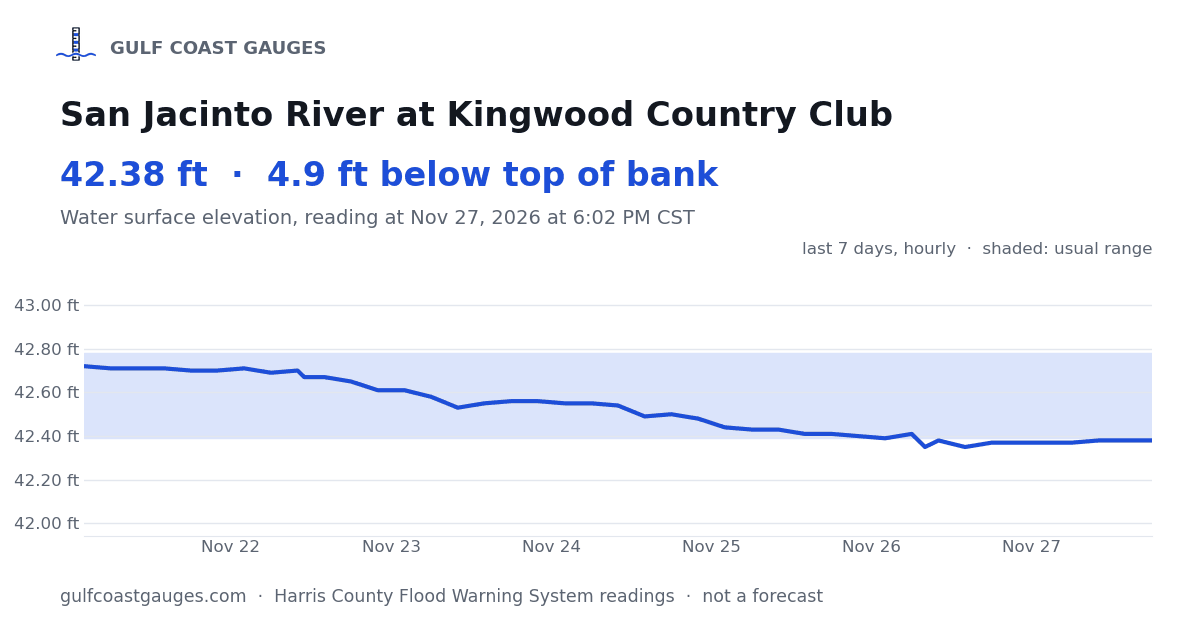 GULF COAST GAUGES
San Jacinto River at Kingwood Country Club
42.38 ft · 4.9 ft below top of bank
Water surface elevation, reading at Nov 27, 2026 at 6:02 PM CST
last 7 days, hourly · shaded: usual range
43.00 ft
42.80 ft
42.60 ft
42.40 ft
42.20 ft
42.00 ft
Nov 22 Nov 23 Nov 24 Nov 25 Nov 26 Nov 27
gulfcoastgauges.com · Harris County Flood Warning System readings · not a forecast